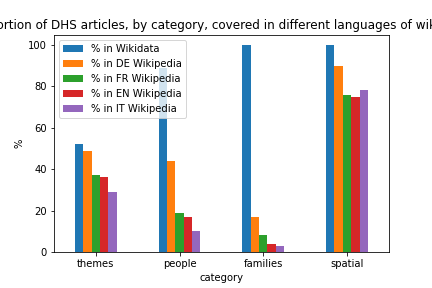 ortion of DHS articles, by category, covered in different languages of wik
100
80
60
40
20
0
%
% in Wikidata
% in DE Wikipedia
% in FR Wikipedia
% in EN Wikipedia
% in IT Wikipedia
themes people families spatial
category